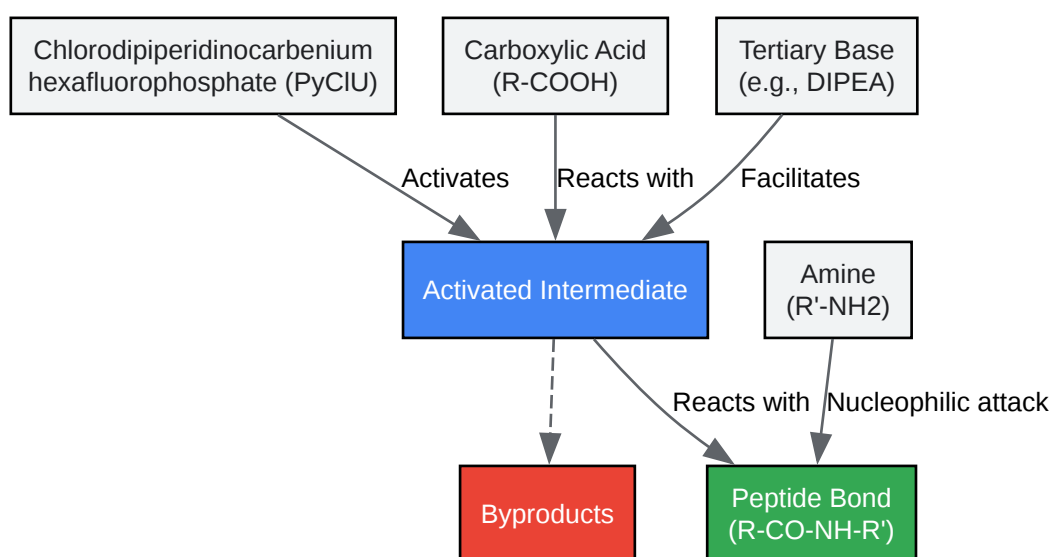 Chlorodipiperidinocarbenium
hexafluorophosphate (PyClU)
Carboxylic Acid
(R-COOH)
Tertiary Base
(e.g., DIPEA)
Activates
Reacts with
Facilitates
Activated Intermediate
Amine
(R'-NH2)
Reacts with
Nucleophilic attack
Byproducts
Peptide Bond
(R-CO-NH-R')